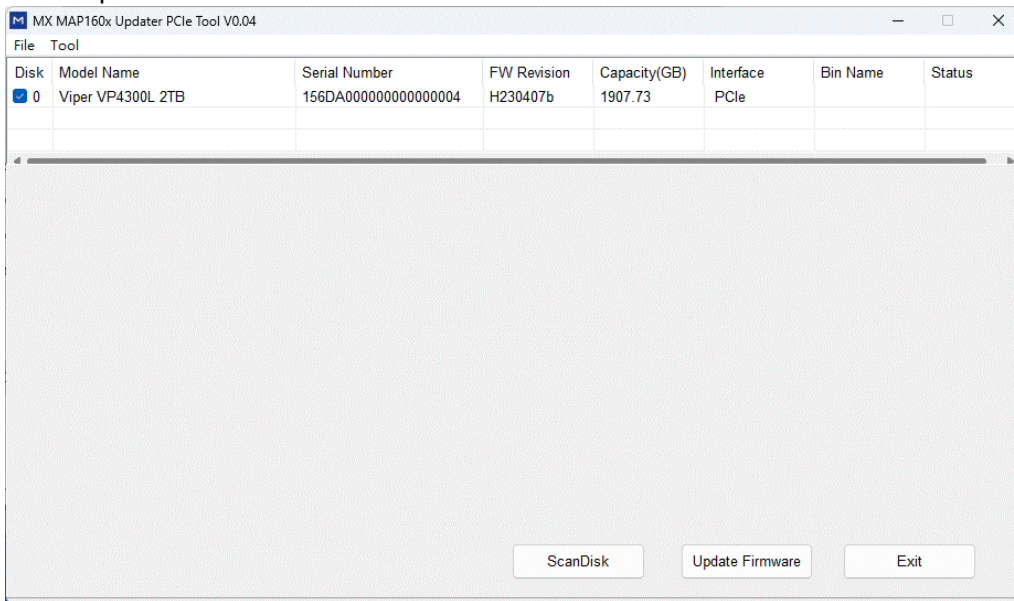 M MX MAP160x Updater PCIe Tool V0.04
File Tool
Disk Model Name Serial Number FW Revision Capacity(GB) Interface Bin Name Status
0 Viper VP4300L 2TB 156DA000000000000004 H230407b 1907.73 PCIe
ScanDisk Update Firmware Exit